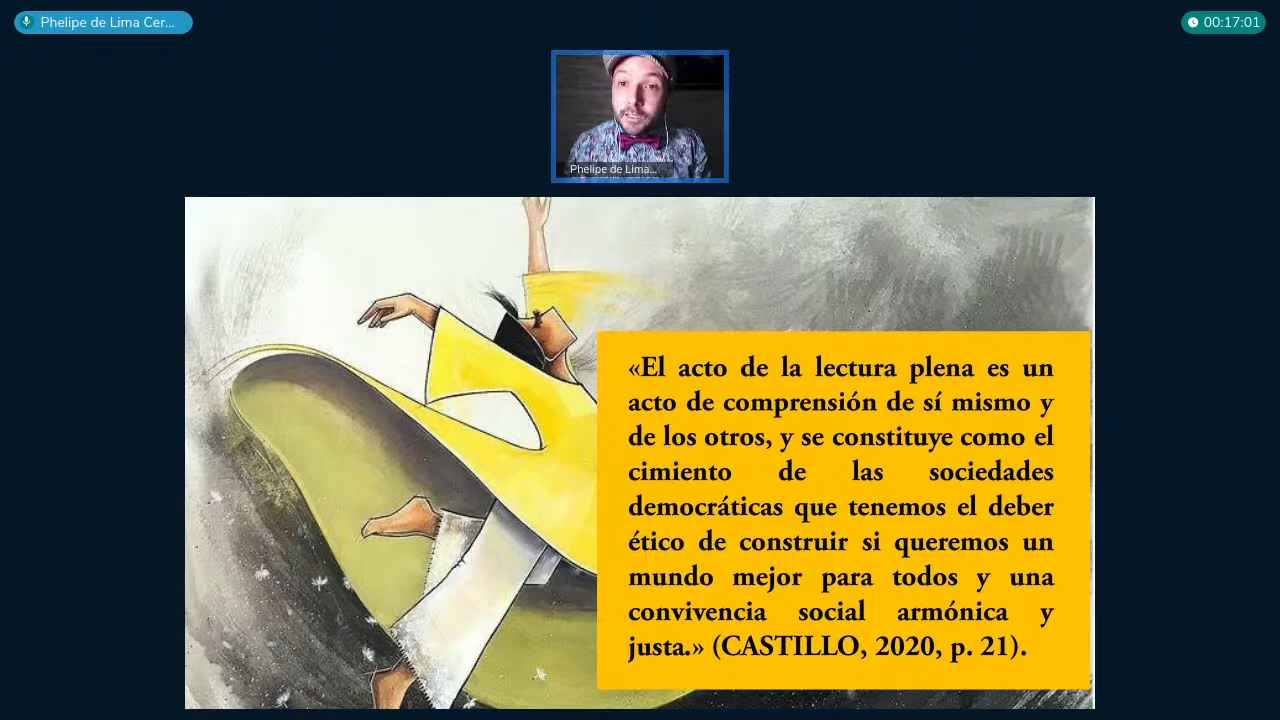 Phelipe de Lima Cer...
00:17:01
Phelipe de Lima...
«El acto de la lectura plena es un
acto de comprensión de sí mismo y
de los otros, y se constituye como el
cimiento de las sociedades
democráticas que tenemos el deber
ético de construir si queremos un
mundo mejor para todos y una
convivencia social armónica y
justa.» (CASTILLO, 2020, p. 21).